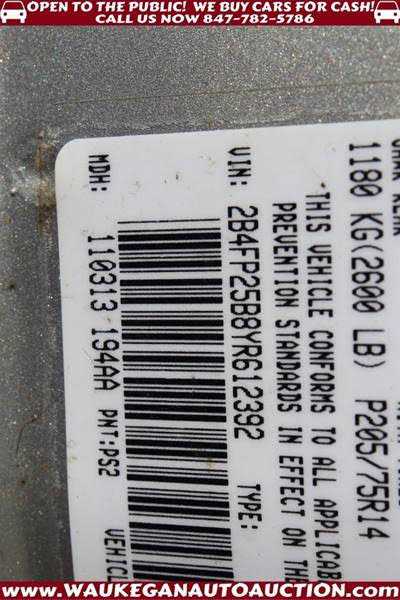 OPEN TO THE PUBLIC! WE BUY CARS FOR CASH!
CALL US NOW 847-782-5786
1180 KG(2600 LB) P205/75R14
THIS VEHICLE CONFORMS TO ALL APPLICAB
PREVENTION STANDARDS IN EFFECT ON TH
VIN: 2B4FP25B8YR612392 TYPE:
MDH: 110313 194AA PNT:PS2 VEHICL
WWW.WAUKEGANAUTOAUCTION.COM